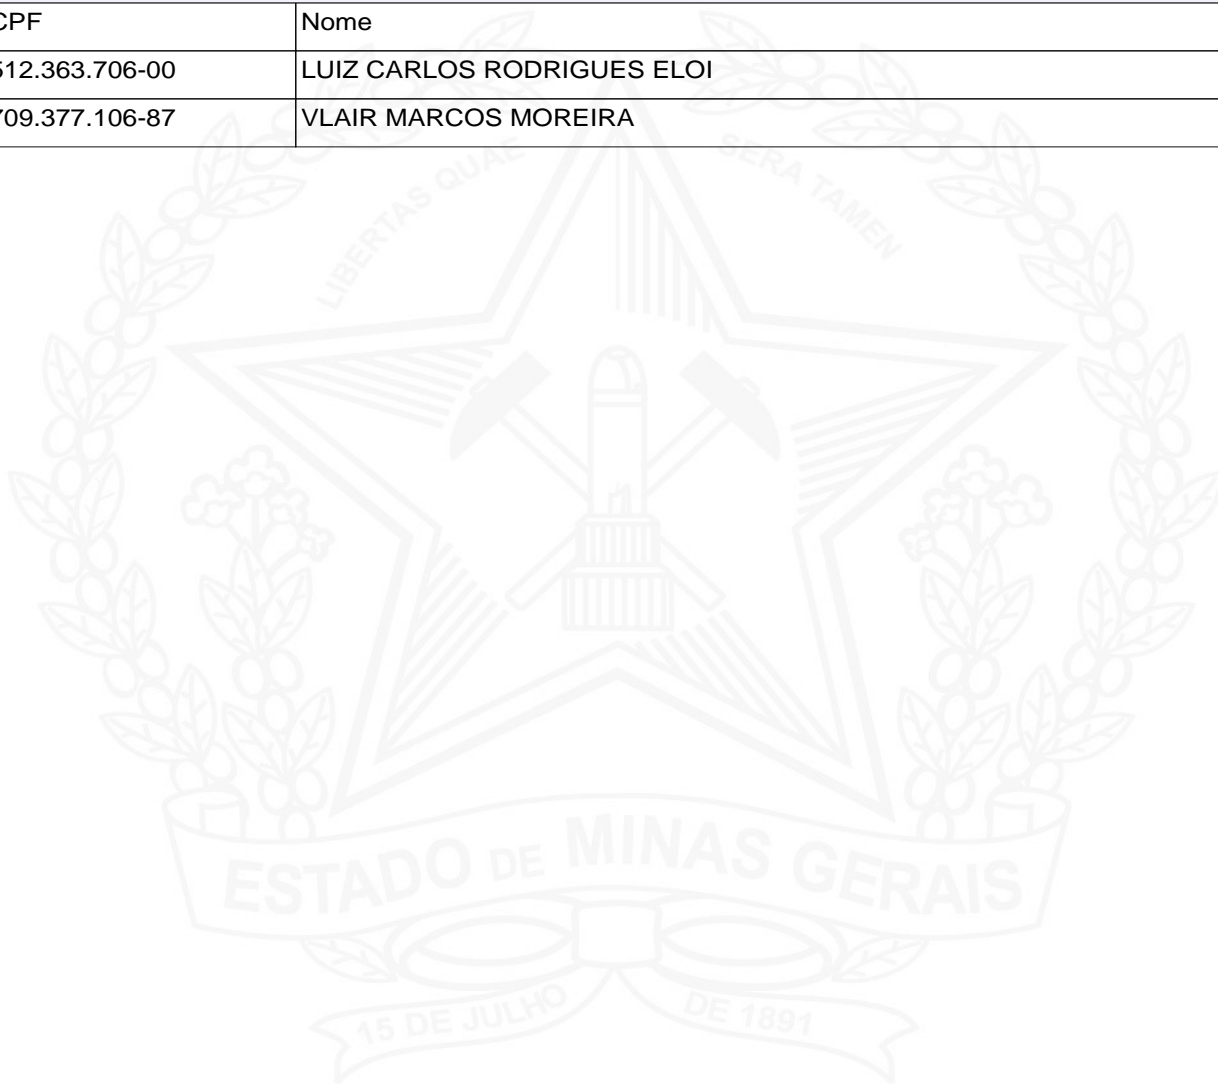 CPF Nome
512.363.706-00 LUIZ CARLOS RODRIGUES ELOI
709.377.106-87 VLAIR MARCOS MOREIRA
LIBERTAS QUAE SERA TAMEN
ESTADO DE MINAS GERAIS
15 DE JULHO DE 1891